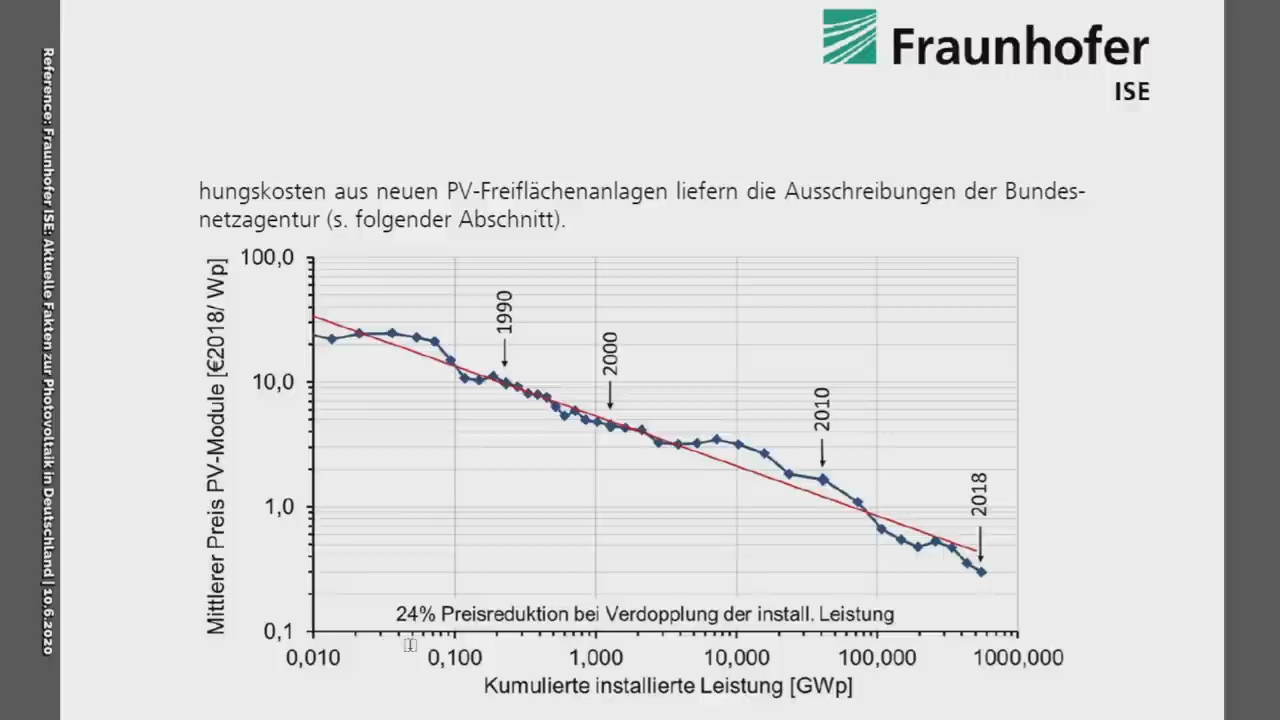 Fraunhofer
ISE
Reference: Fraunhofer ISE: Aktuelle Fakten zur Photovoltaik in Deutschland | 10.6.2020
hungskosten aus neuen PV-Freiflächenanlagen liefern die Ausschreibungen der Bundes-
netzagentur (s. folgender Abschnitt).
Mittlerer Preis PV-Module [€2018/ Wp]
100,0
10,0
1,0
0,1
1990
2000
2010
2018
24% Preisreduktion bei Verdopplung der install. Leistung
0,010 0,100 1,000 10,000 100,000 1000,000
Kumulierte installierte Leistung [GWp]